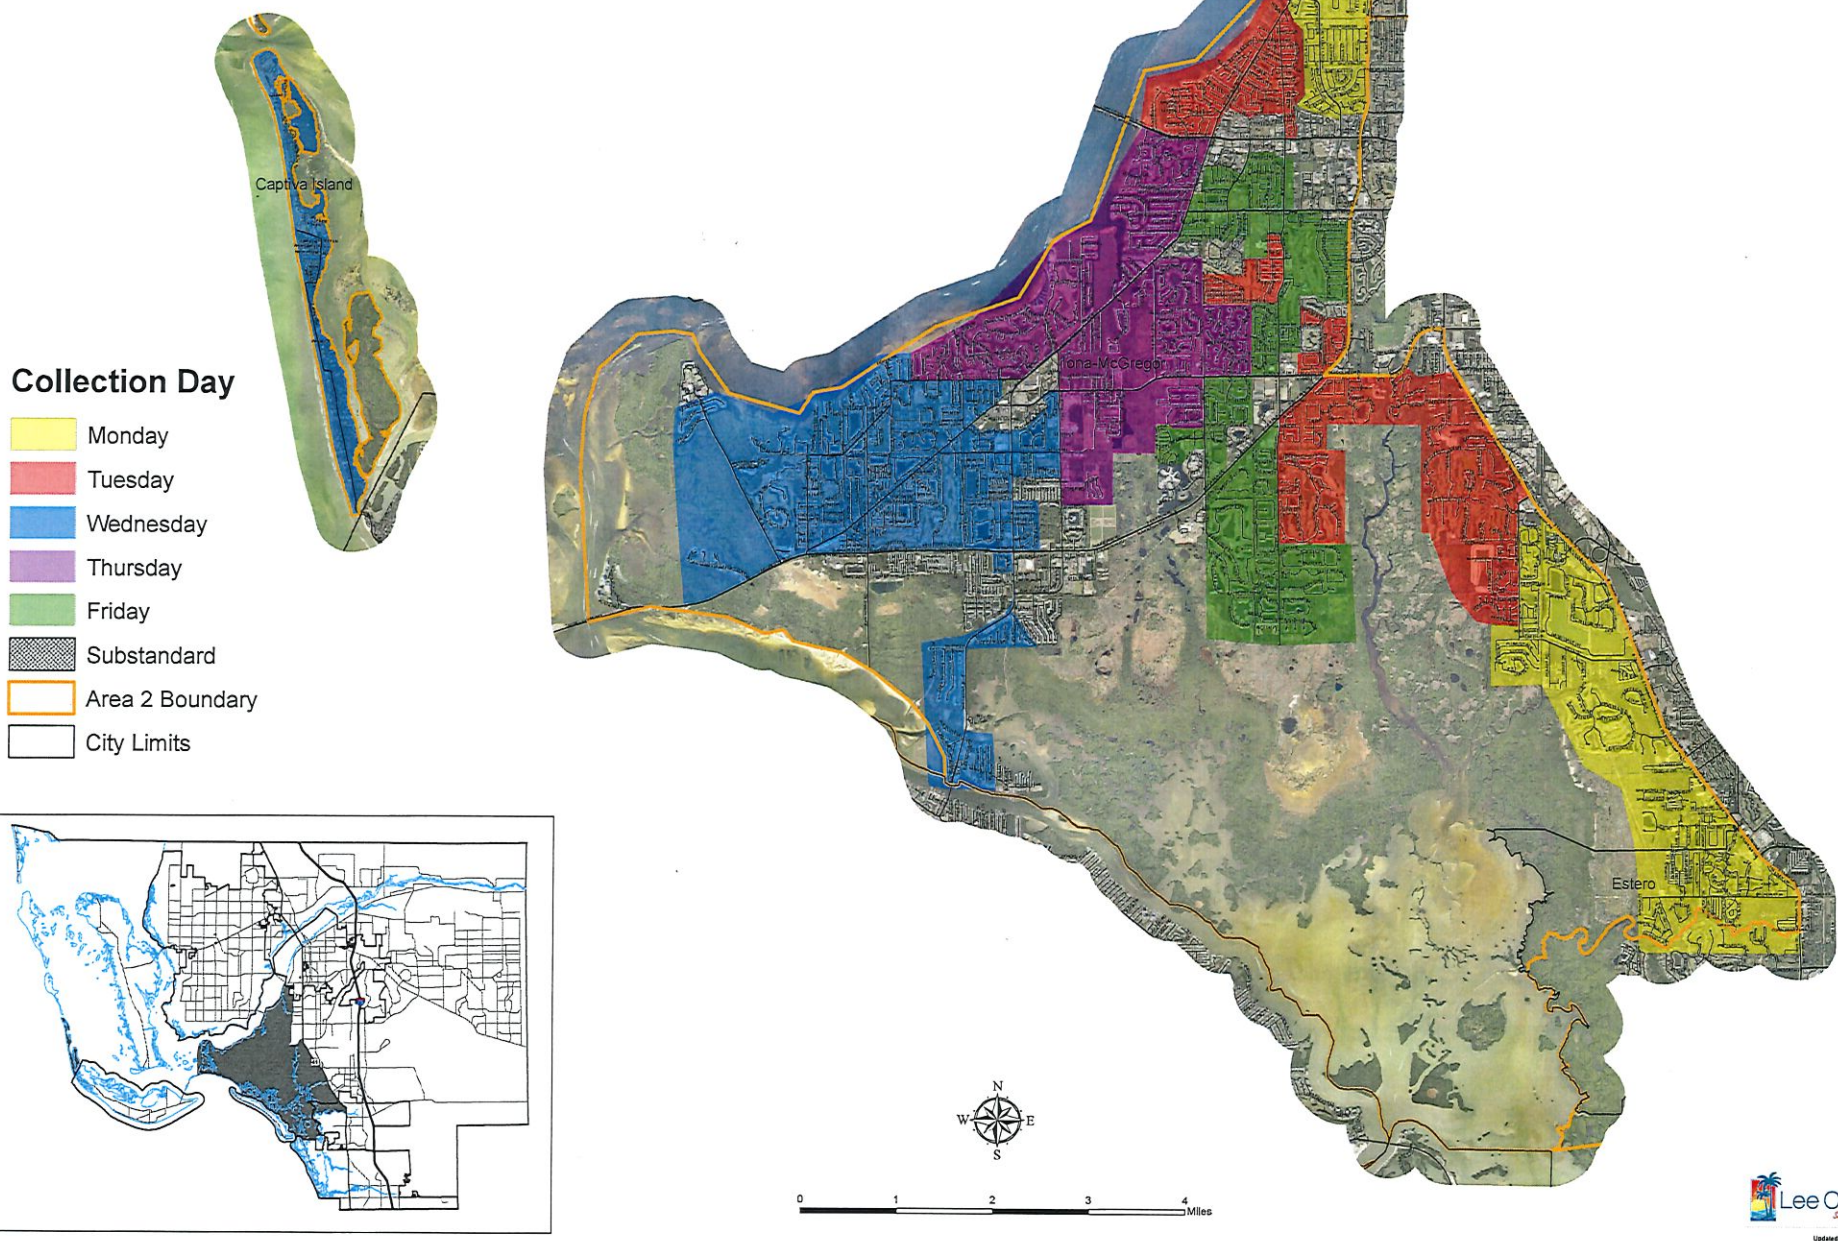 Captiva Island
Iona-McGregor
Collection Day
Monday
Tuesday
Wednesday
Thursday
Friday
Substandard
Area 2 Boundary
City Limits
Estero
N
W E
S
0 1 2 3 4
Miles
Lee C
Updated